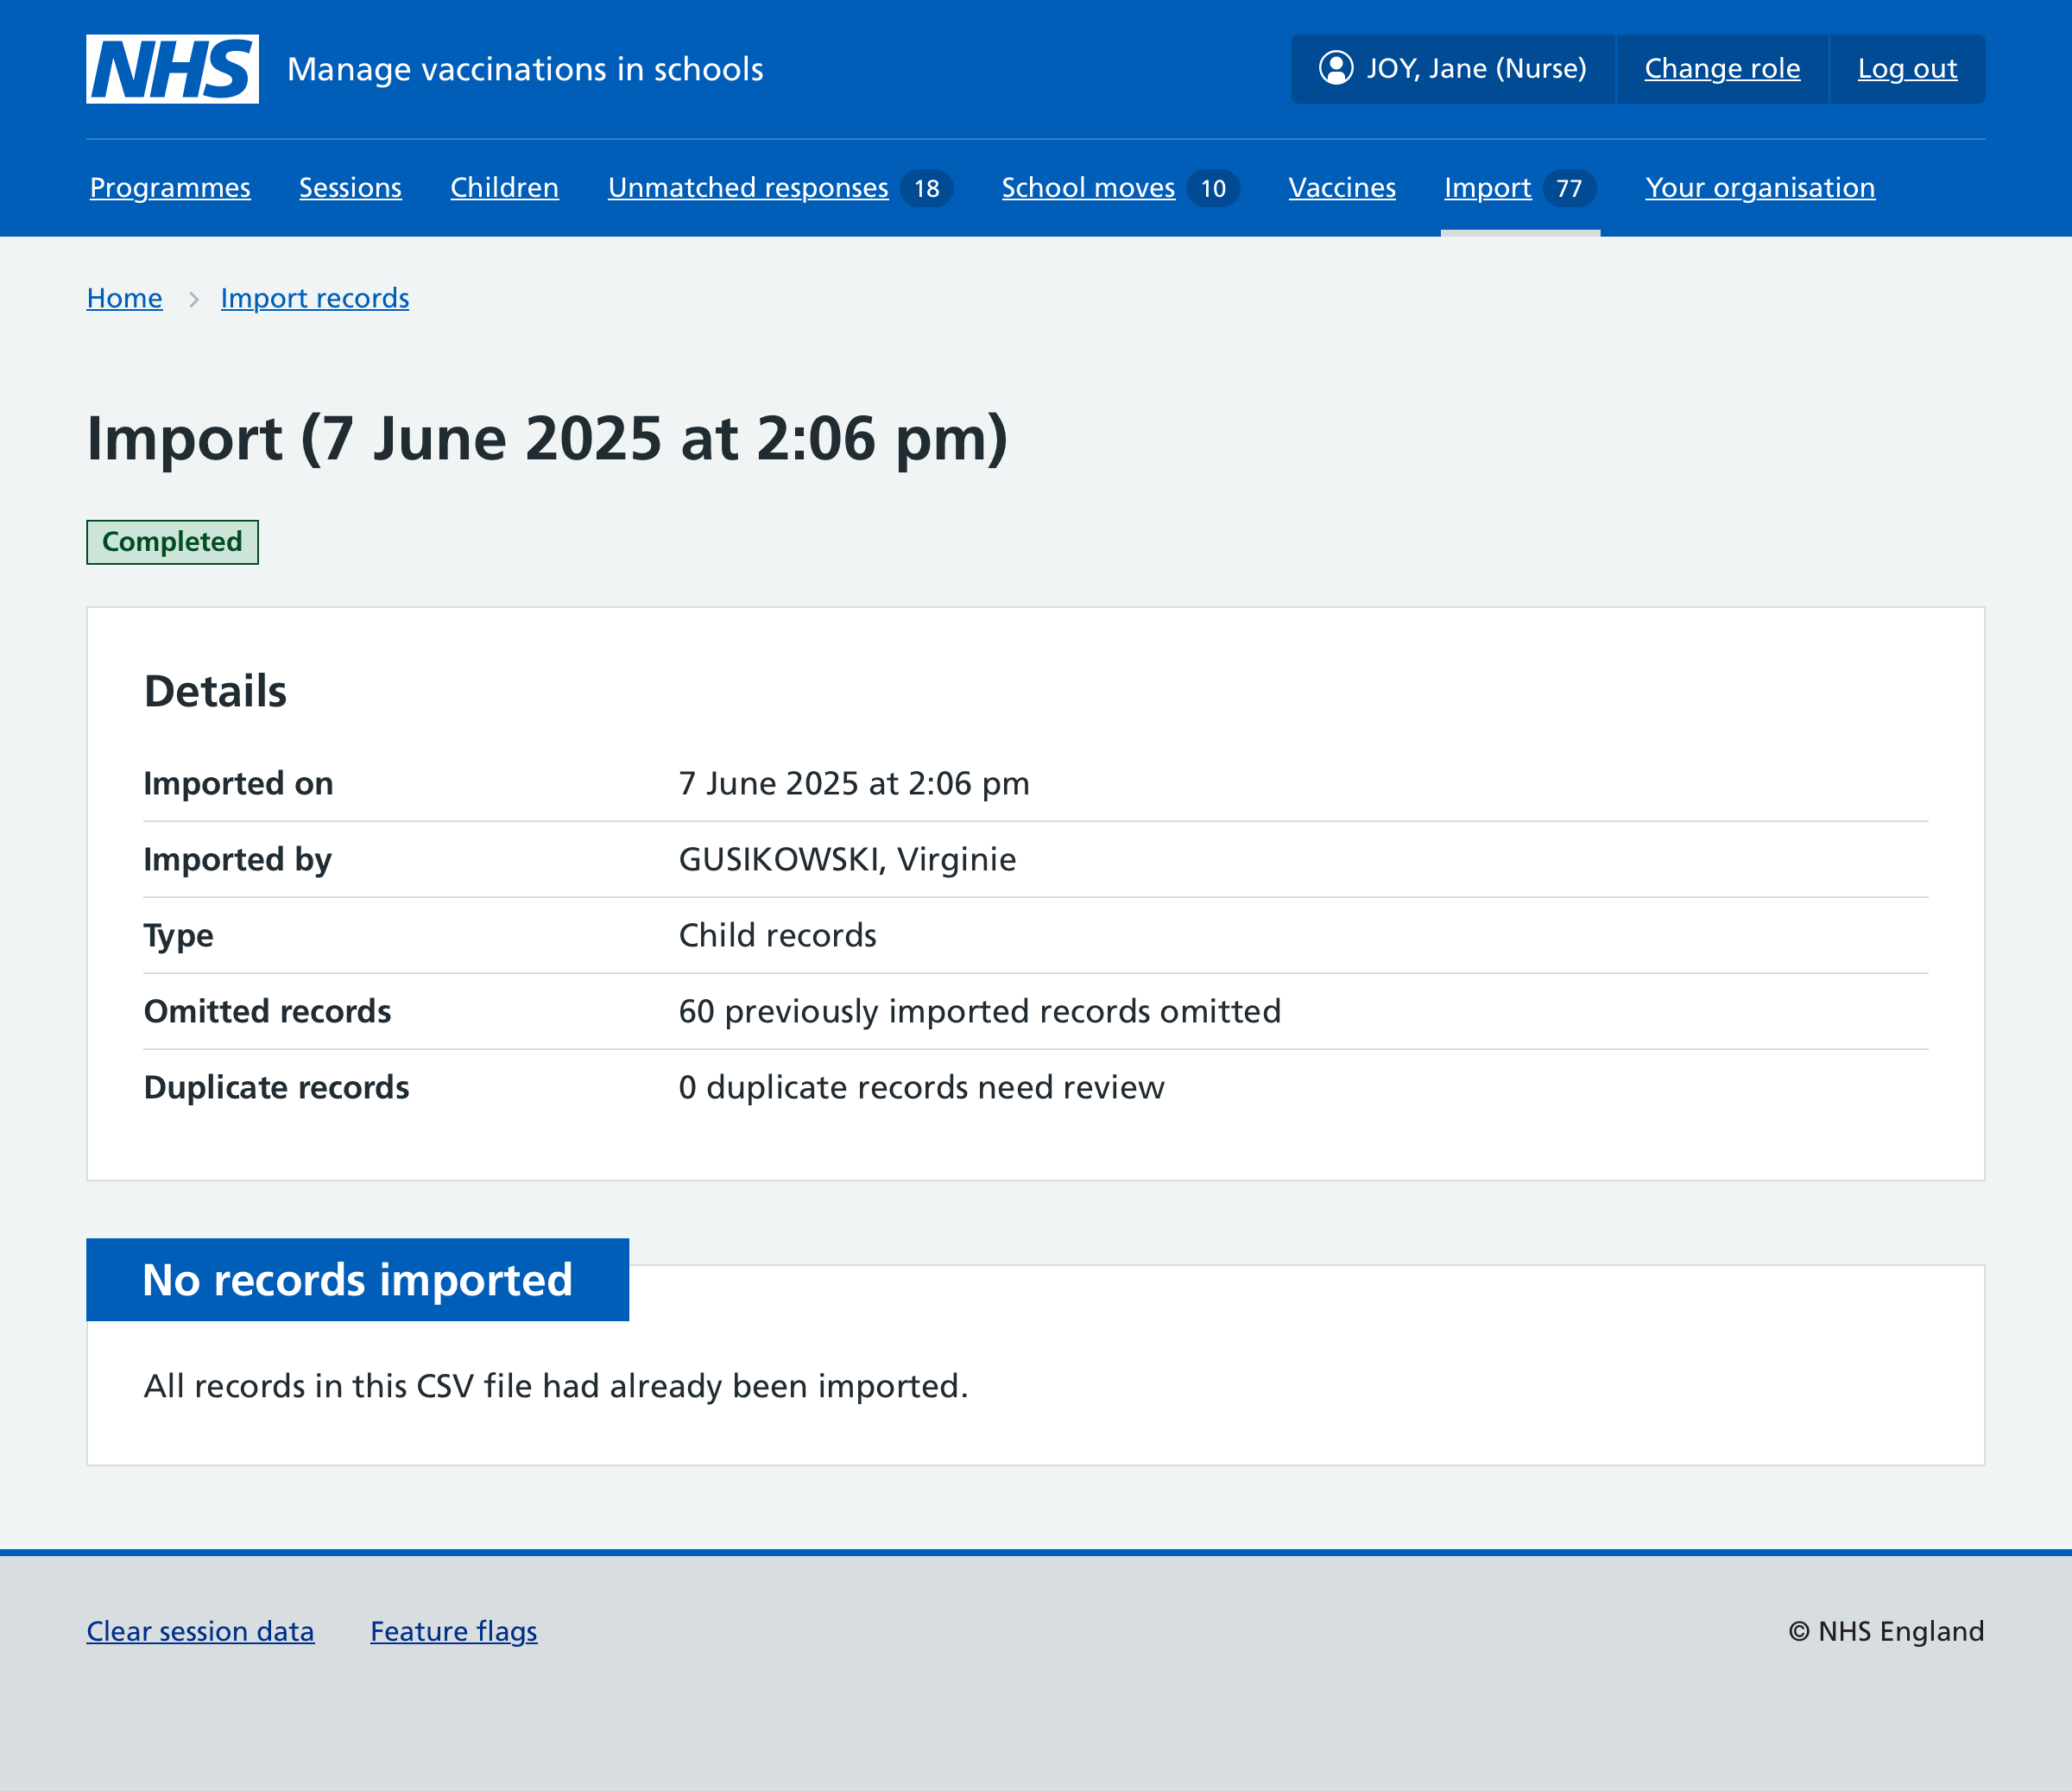 NHS Manage vaccinations in schools JOY, Jane (Nurse) Change role Log out
Programmes Sessions Children Unmatched responses 18 School moves 10 Vaccines Import 77 Your organisation
Home Import records
Import (7 June 2025 at 2:06 pm)
Completed
Details
Imported on 7 June 2025 at 2:06 pm
Imported by GUSIKOWSKI, Virginie
Type Child records
Omitted records 60 previously imported records omitted
Duplicate records 0 duplicate records need review
No records imported
All records in this CSV file had already been imported.
Clear session data Feature flags © NHS England